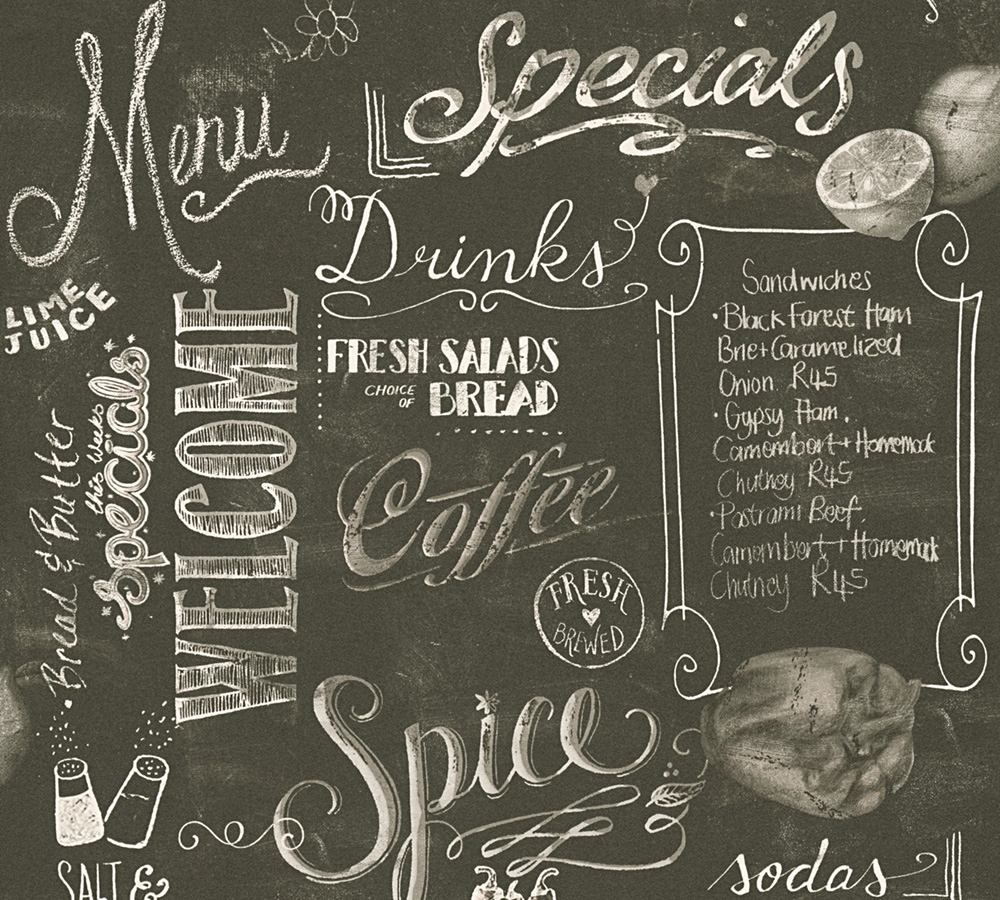 Menu
Specials
Drinks
LIME
JUICE
WELCOME
this weeks
Specials
Bread & Butter
FRESH SALADS
CHOICE
OF
BREAD
Coffee
FRESH
BREWED
Sandwiches
•Black Forest Ham
Brie+Caramelized
Onion R45
•Gypsy Ham.
Camembert+Homemade
Chutney R45
•Pastrami Beef.
Camembert+Homemade
Chutney R45
Spice
SALT &
sodas